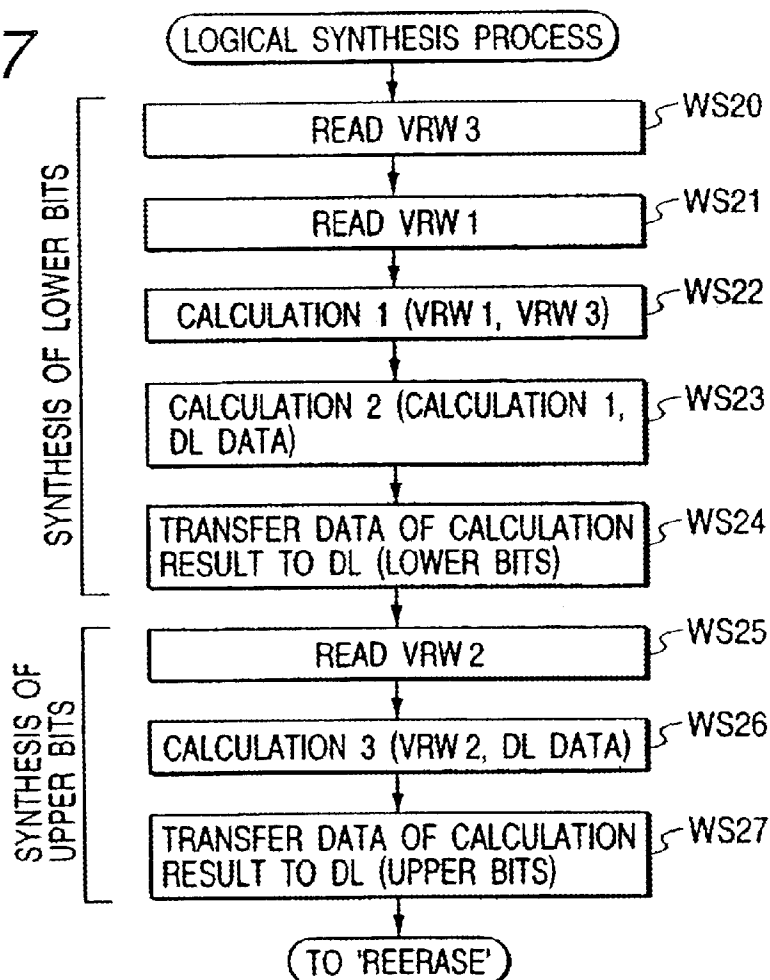 7
LOGICAL SYNTHESIS PROCESS
SYNTHESIS OF LOWER BITS
READ VRW 3
WS20
READ VRW 1
WS21
CALCULATION 1 (VRW 1, VRW 3)
WS22
CALCULATION 2 (CALCULATION 1,
DL DATA)
WS23
TRANSFER DATA OF CALCULATION
RESULT TO DL (LOWER BITS)
WS24
SYNTHESIS OF
UPPER BITS
READ VRW 2
WS25
CALCULATION 3 (VRW 2, DL DATA)
WS26
TRANSFER DATA OF CALCULATION
RESULT TO DL (UPPER BITS)
WS27
TO 'REERASE'